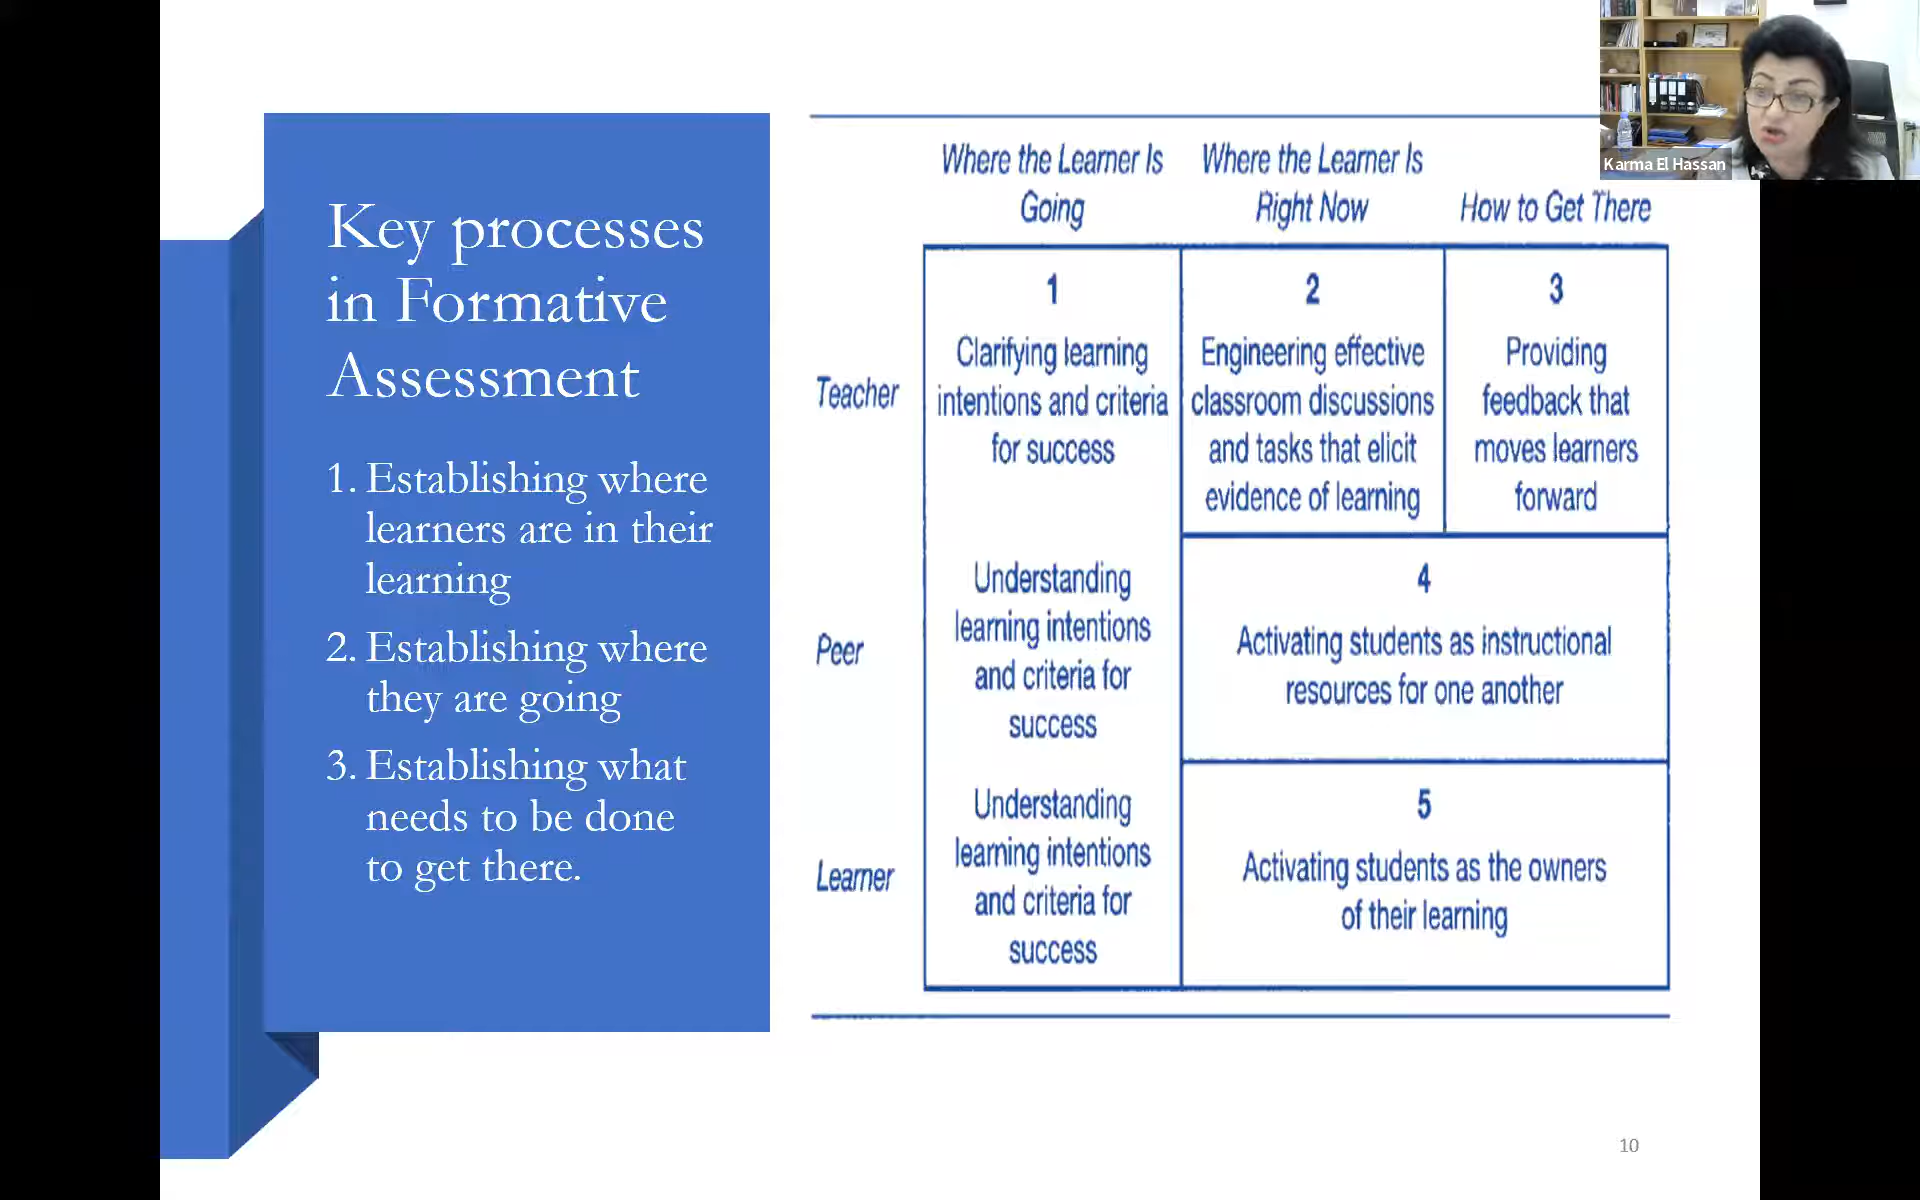 Karma El Hassan
Key processes
in Formative
Assessment
1. Establishing where
learners are in their
learning
2. Establishing where
they are going
3. Establishing what
needs to be done
to get there.
Where the Learner Is
Going
Where the Learner Is
Right Now
How to Get There
Teacher
1
Clarifying learning
intentions and criteria
for success
2
Engineering effective
classroom discussions
and tasks that elicit
evidence of learning
3
Providing
feedback that
moves learners
forward
Peer
Understanding
learning intentions
and criteria for
success
4
Activating students as instructional
resources for one another
Learner
Understanding
learning intentions
and criteria for
success
5
Activating students as the owners
of their learning
10